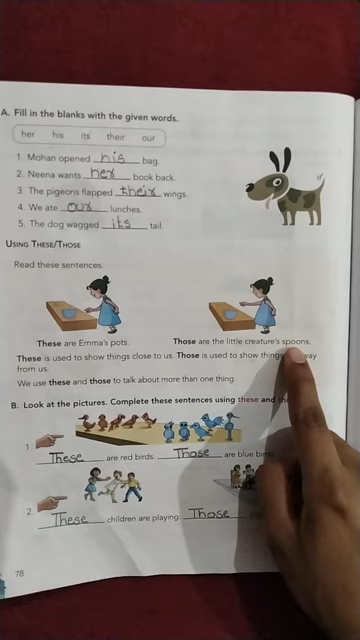 A. Fill in the blanks with the given words.
her his its their our
1. Mohan opened his bag.
2. Neena wants her book back.
3. The pigeons flapped their wings.
4. We ate our lunches.
5. The dog wagged its tail.
USING THESE/THOSE
Read these sentences.
These are Emma's pots.
Those are the little creature's spoons.
These is used to show things close to us. Those is used to show things away
from us.
We use these and those to talk about more than one thing.
B. Look at the pictures. Complete these sentences using these and
1. These are red birds. Those are blue birds.
2. These children are playing. Those
78